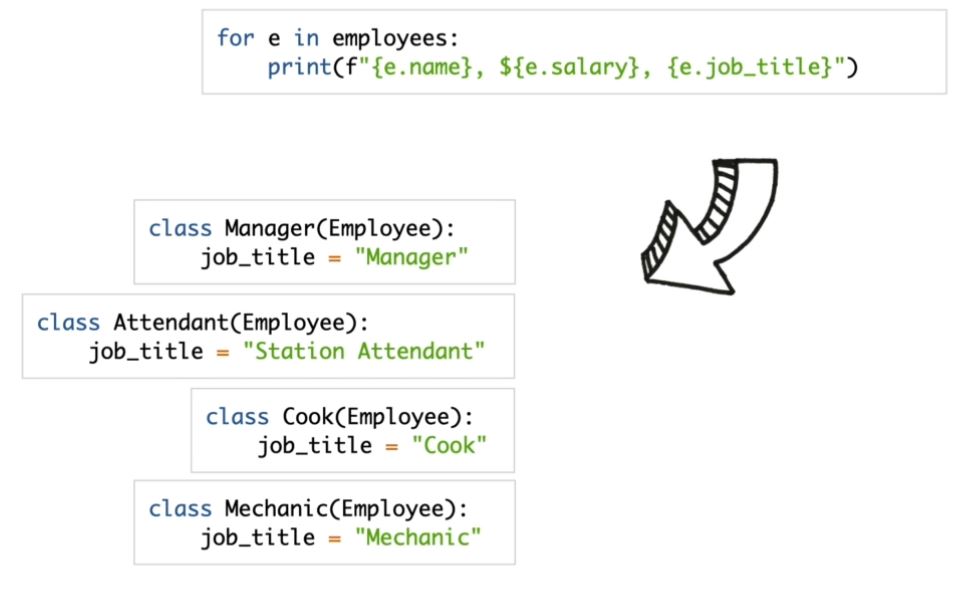 for e in employees:
    print(f"{e.name}, ${e.salary}, {e.job_title}")
class Manager(Employee):
    job_title = "Manager"
class Attendant(Employee):
    job_title = "Station Attendant"
class Cook(Employee):
    job_title = "Cook"
class Mechanic(Employee):
    job_title = "Mechanic"